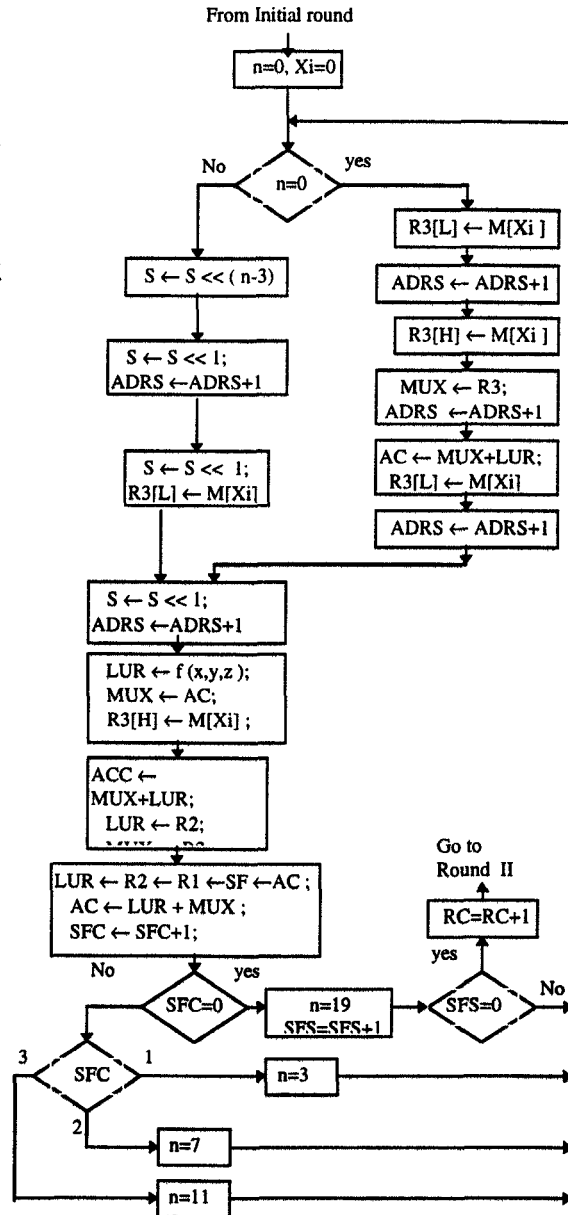 From Initial round
n=0, Xi=0
No
yes
n=0
R3[L] ← M[Xi ]
S ← S << ( n-3)
ADRS ← ADRS+1
R3[H] ← M[Xi ]
S ← S << 1;
ADRS ←ADRS+1
MUX ← R3;
ADRS ←ADRS+1
AC ← MUX+LUR;
R3[L] ← M[Xi]
S ← S << 1;
R3[L] ← M[Xi]
ADRS ← ADRS+1
S ← S << 1;
ADRS ←ADRS+1
LUR ← f (x,y,z );
MUX ← AC;
R3[H] ← M[Xi] ;
ACC ←
MUX+LUR;
LUR ← R2;
Go to
Round II
LUR ← R2 ← R1 ←SF ←AC ;
AC ← LUR + MUX ;
SFC ← SFC+1;
RC=RC+1
No
yes
yes
SFC=0
n=19
SFS=SFS+1
SFS=0
No
3
SFC
1
n=3
2
n=7
n=11